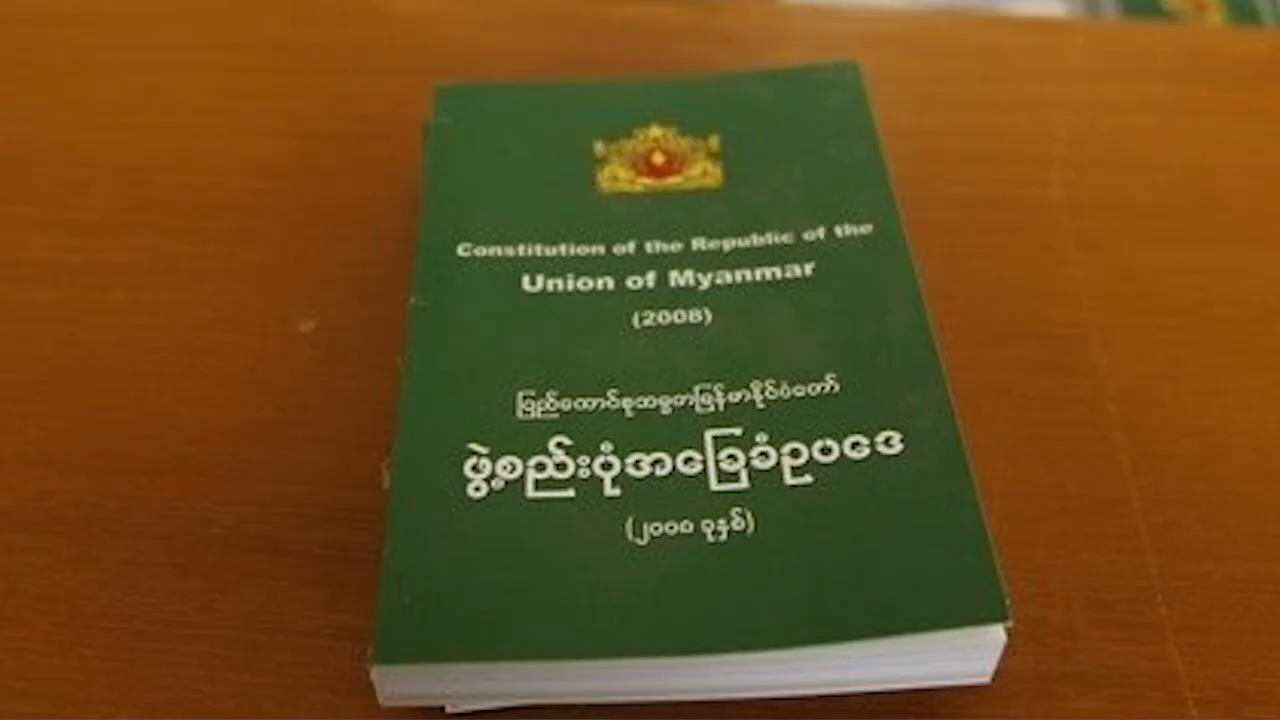 Constitution of the Republic of the
Union of Myanmar
(2008)
ပြည်ထောင်စုသမ္မတမြန်မာနိုင်ငံတော်
ဖွဲ့စည်းပုံအခြေခံဥပဒေ
(၂၀၀၈ ခုနှစ်)